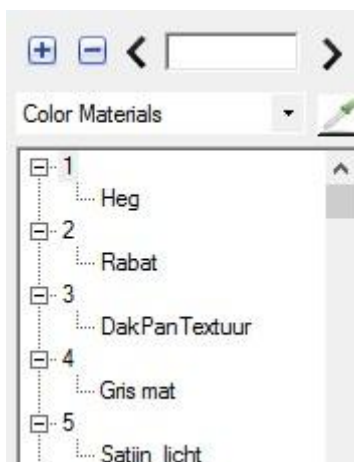 Color Materials
1
Heg
2
Rabat
3
DakPanTextuur
4
Gris mat
5
Satijn_licht